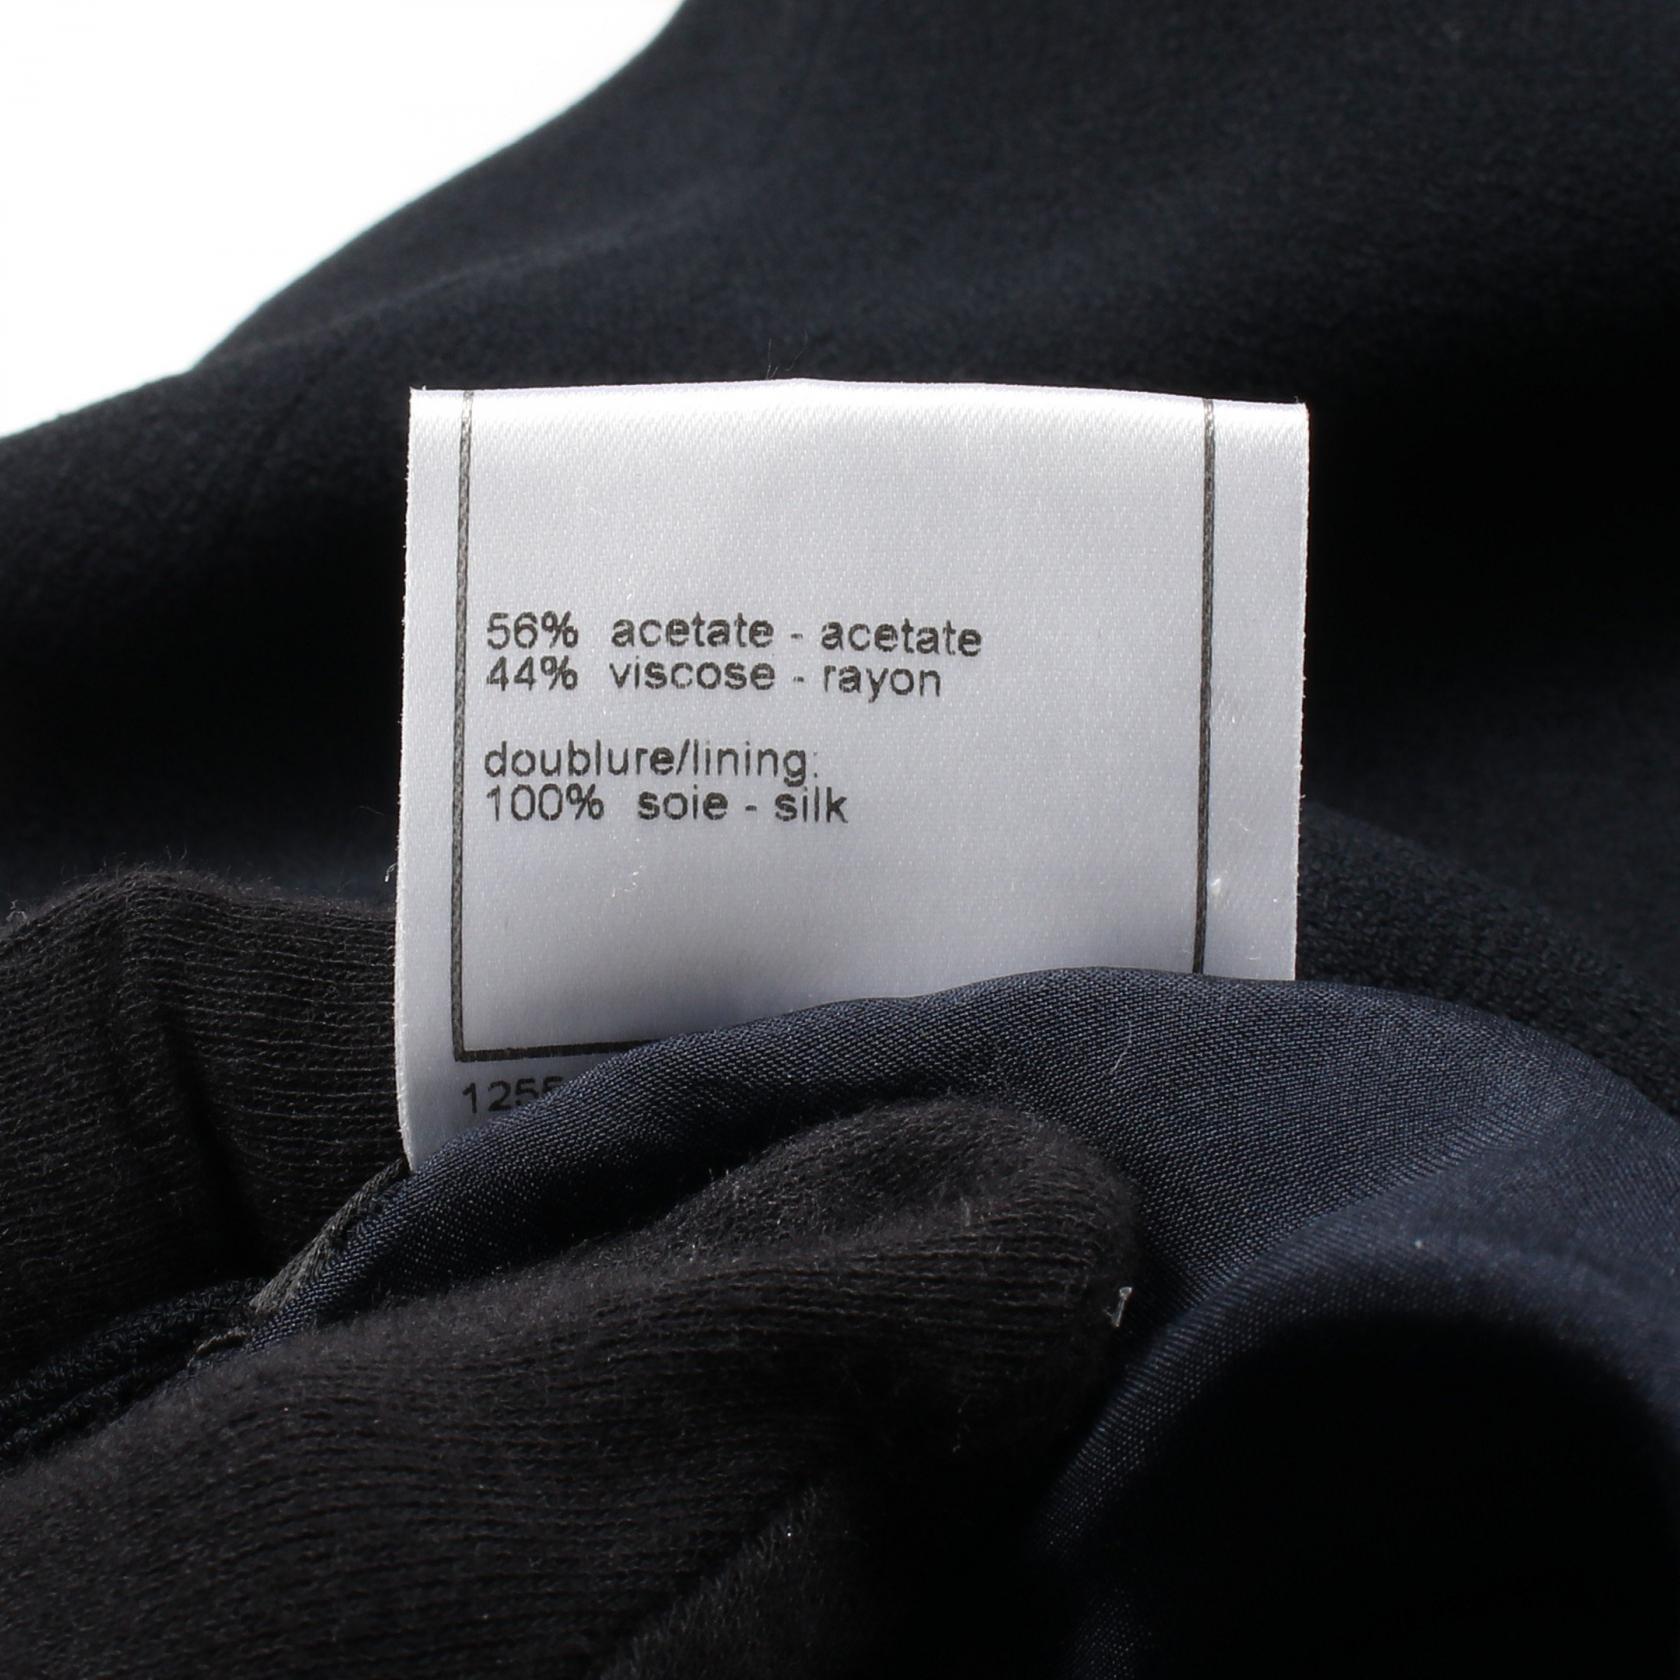 56% acetate - acetate
44% viscose - rayon
doublure/lining:
100% soie - silk